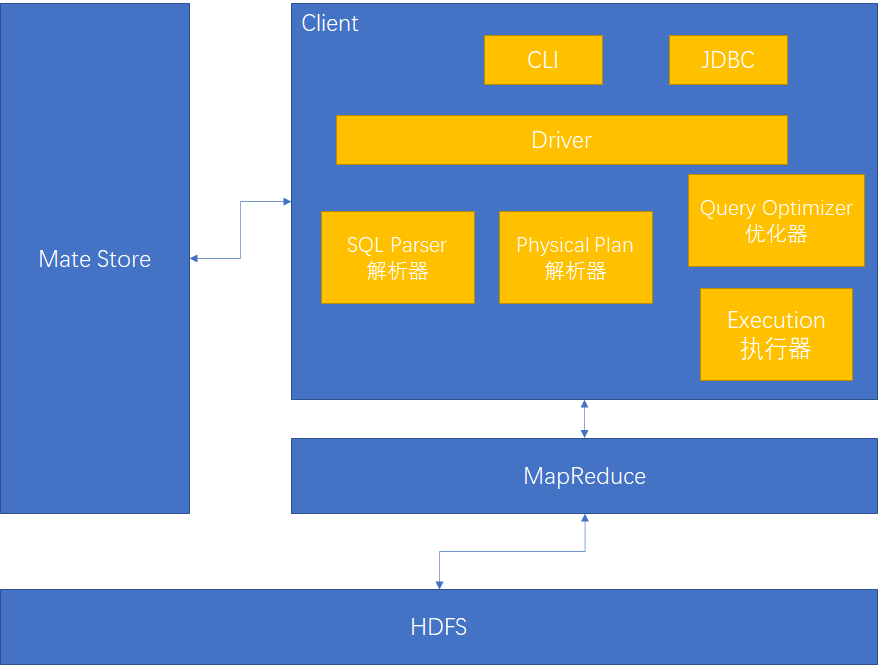 Client
CLI
JDBC
Driver
Query Optimizer
优化器
SQL Parser
解析器
Physical Plan
解析器
Mate Store
Execution
执行器
MapReduce
HDFS